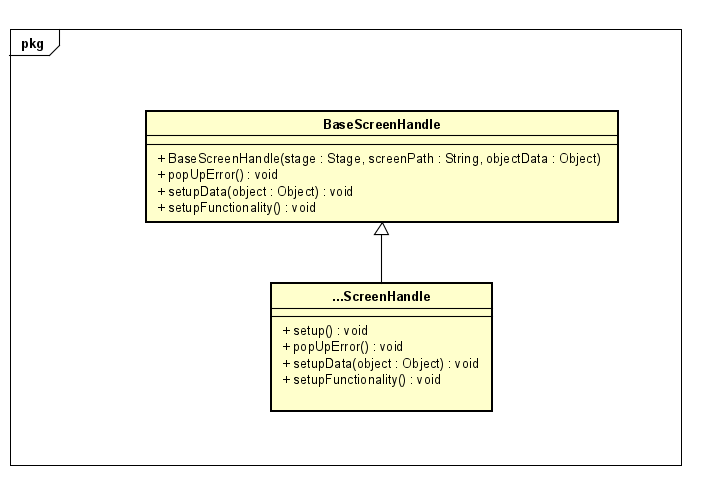 pkg
BaseScreenHandle
+ BaseScreenHandle(stage : Stage, screenPath : String, objectData : Object)
+ popUpError() : void
+ setupData(object : Object) : void
+ setupFunctionality() : void
...ScreenHandle
+ setup() : void
+ popUpError() : void
+ setupData(object : Object) : void
+ setupFunctionality() : void